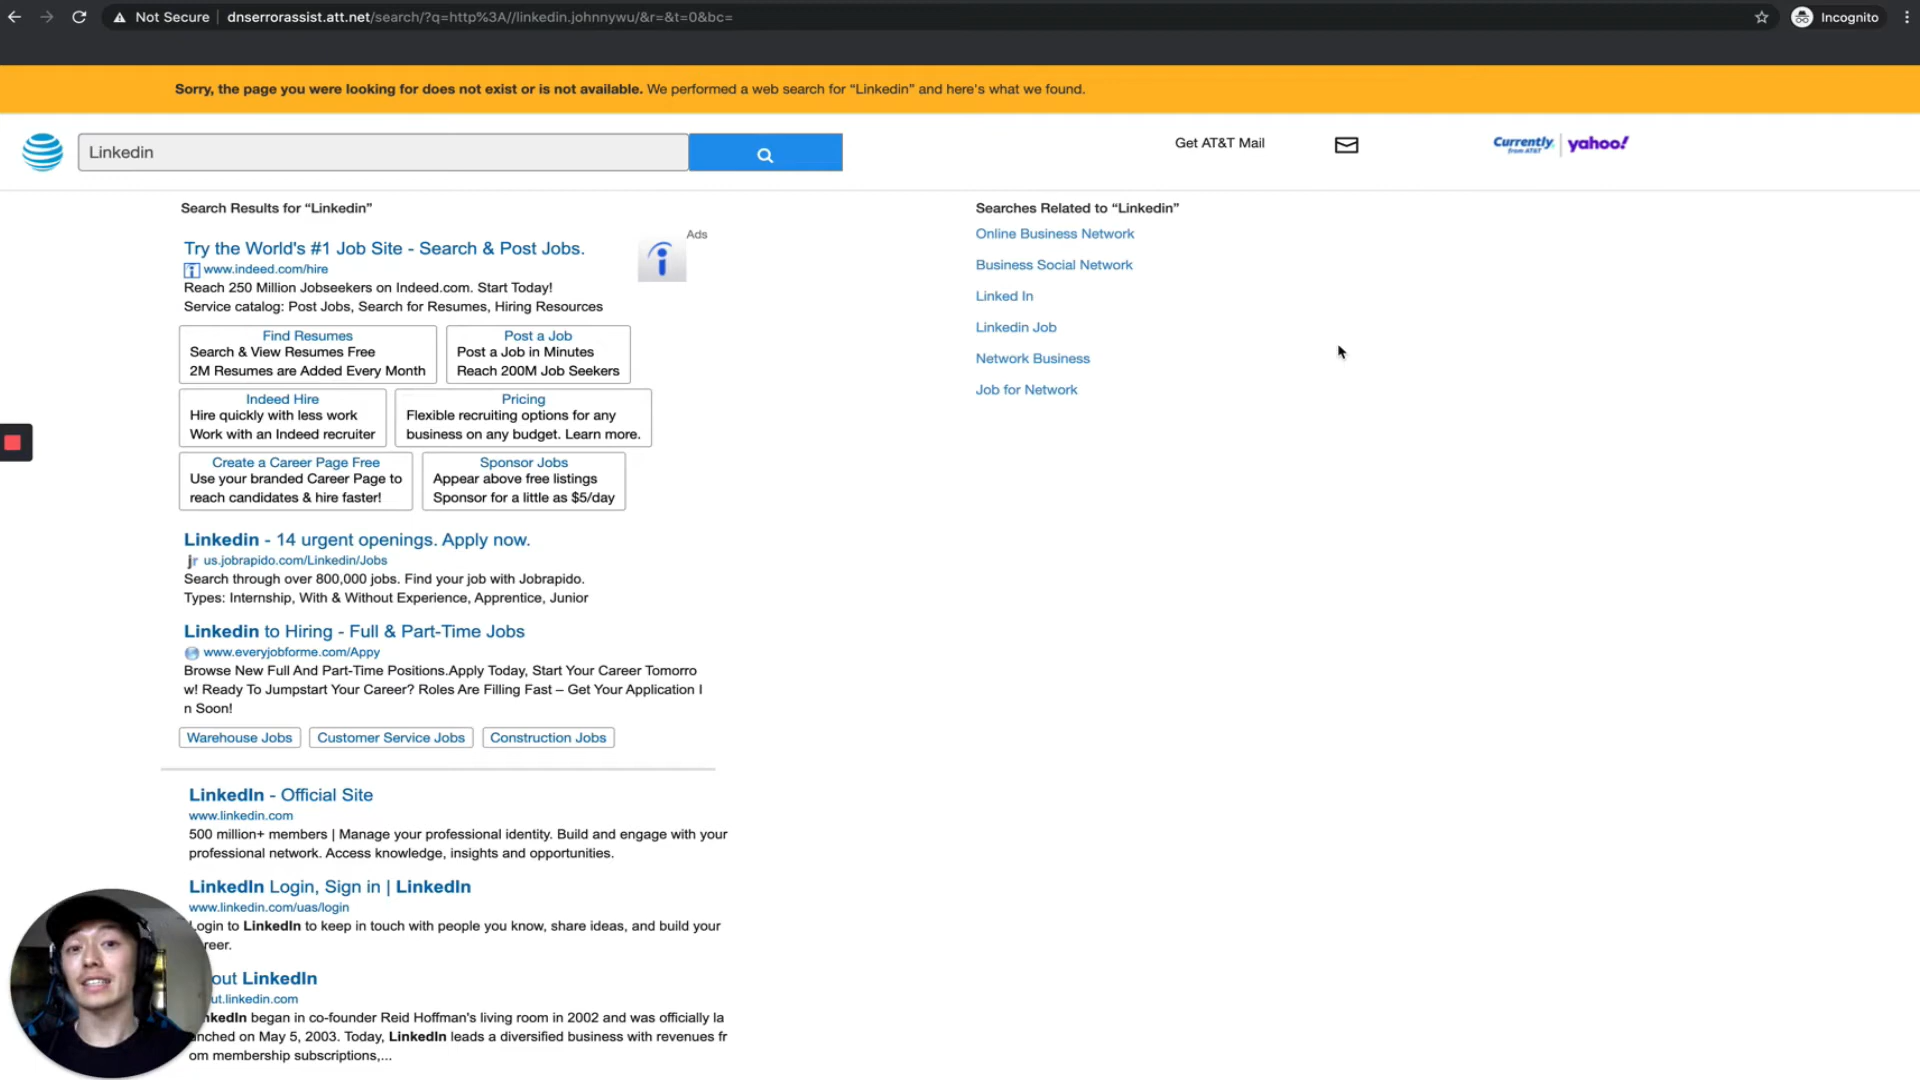 Not Secure
dnserrorassist.att.net/search/?q=http%3A//linkedin.johnnywu/&r=&t=0&bc=
Incognito
Sorry, the page you were looking for does not exist or is not available. We performed a web search for “Linkedin” and here's what we found.
Linkedin
Get AT&T Mail
Currently, from AT&T
yahoo!
Search Results for “Linkedin”
Ads
Try the World's #1 Job Site - Search & Post Jobs.
www.indeed.com/hire
Reach 250 Million Jobseekers on Indeed.com. Start Today!
Service catalog: Post Jobs, Search for Resumes, Hiring Resources
Find Resumes
Search & View Resumes Free
2M Resumes are Added Every Month
Post a Job
Post a Job in Minutes
Reach 200M Job Seekers
Indeed Hire
Hire quickly with less work
Work with an Indeed recruiter
Pricing
Flexible recruiting options for any
business on any budget. Learn more.
Create a Career Page Free
Use your branded Career Page to
reach candidates & hire faster!
Sponsor Jobs
Appear above free listings
Sponsor for a little as $5/day
Linkedin - 14 urgent openings. Apply now.
jr us.jobrapido.com/Linkedin/Jobs
Search through over 800,000 jobs. Find your job with Jobrapido.
Types: Internship, With & Without Experience, Apprentice, Junior
Linkedin to Hiring - Full & Part-Time Jobs
www.everyjobforme.com/Appy
Browse New Full And Part-Time Positions.Apply Today, Start Your Career Tomorro
w! Ready To Jumpstart Your Career? Roles Are Filling Fast – Get Your Application I
n Soon!
Warehouse Jobs
Customer Service Jobs
Construction Jobs
LinkedIn - Official Site
www.linkedin.com
500 million+ members | Manage your professional identity. Build and engage with your
professional network. Access knowledge, insights and opportunities.
LinkedIn Login, Sign in | LinkedIn
www.linkedin.com/uas/login
Login to LinkedIn to keep in touch with people you know, share ideas, and build your
reer.
out LinkedIn
ut.linkedin.com
nkedIn began in co-founder Reid Hoffman's living room in 2002 and was officially la
unched on May 5, 2003. Today, LinkedIn leads a diversified business with revenues fr
om membership subscriptions,...
Searches Related to “Linkedin”
Online Business Network
Business Social Network
Linked In
Linkedin Job
Network Business
Job for Network